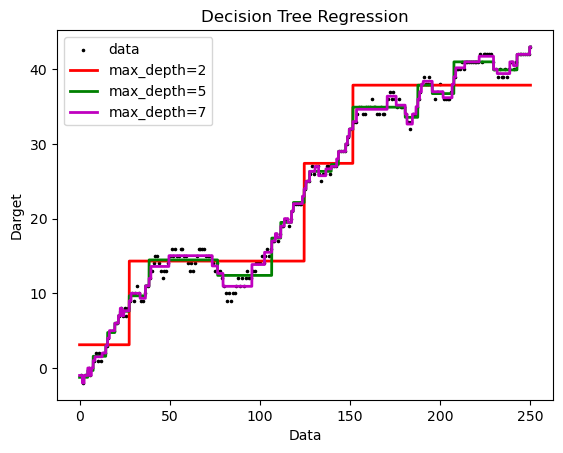 Decision Tree Regression
data
max_depth=2
max_depth=5
max_depth=7
40
30
20
10
0
Darget
0 50 100 150 200 250
Data